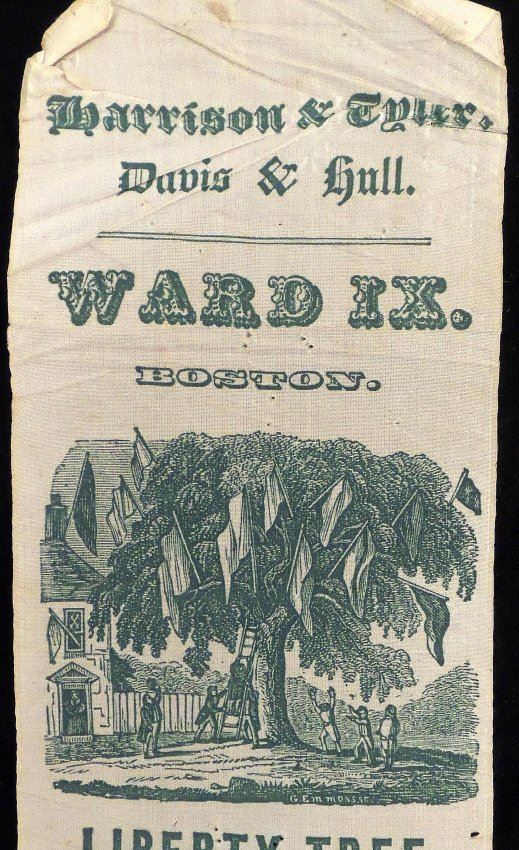 Harrison & Tyler.
Davis & Hull.
WARD IX.
BOSTON.
G. EMMONS. SC.
LIBERTY TREE